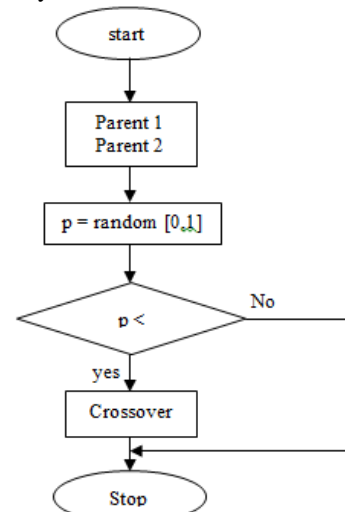 start
Parent 1
Parent 2
p = random [0,1]
p <
No
yes
Crossover
Stop